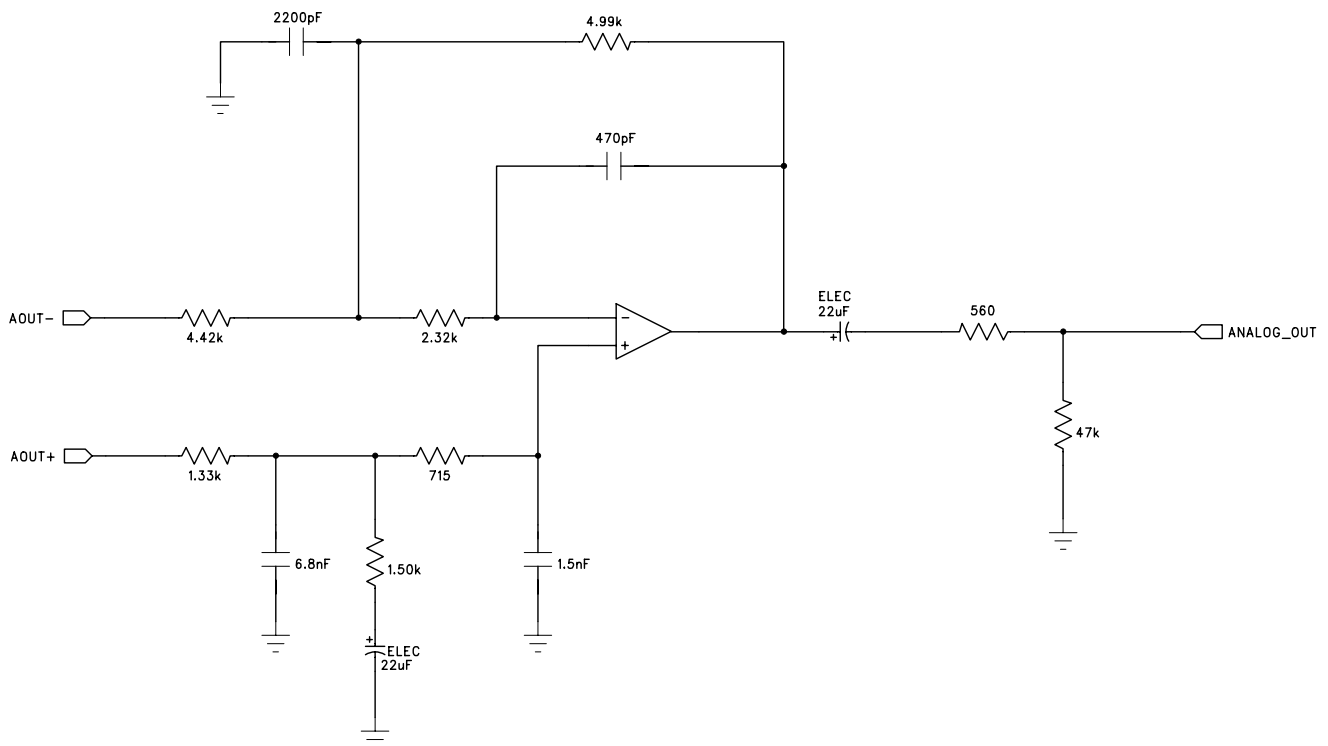 2200pF
4.99k
470pF
ELEC
22uF
+
560
AOUT-
4.42k
2.32k
-
+
ANALOG_OUT
47k
AOUT+
1.33k
715
6.8nF
1.50k
1.5nF
+
ELEC
22uF